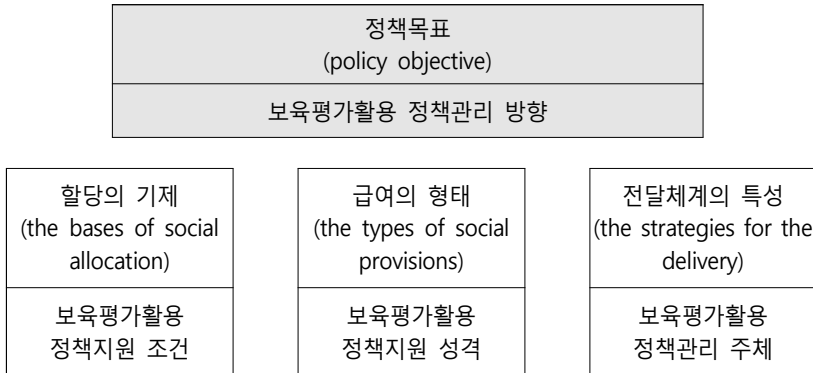 정책목표
(policy objective)
보육평가활용 정책관리 방향
할당의 기제
(the bases of social
allocation)
보육평가활용
정책지원 조건
급여의 형태
(the types of social
provisions)
보육평가활용
정책지원 성격
전달체계의 특성
(the strategies for the
delivery)
보육평가활용
정책관리 주체